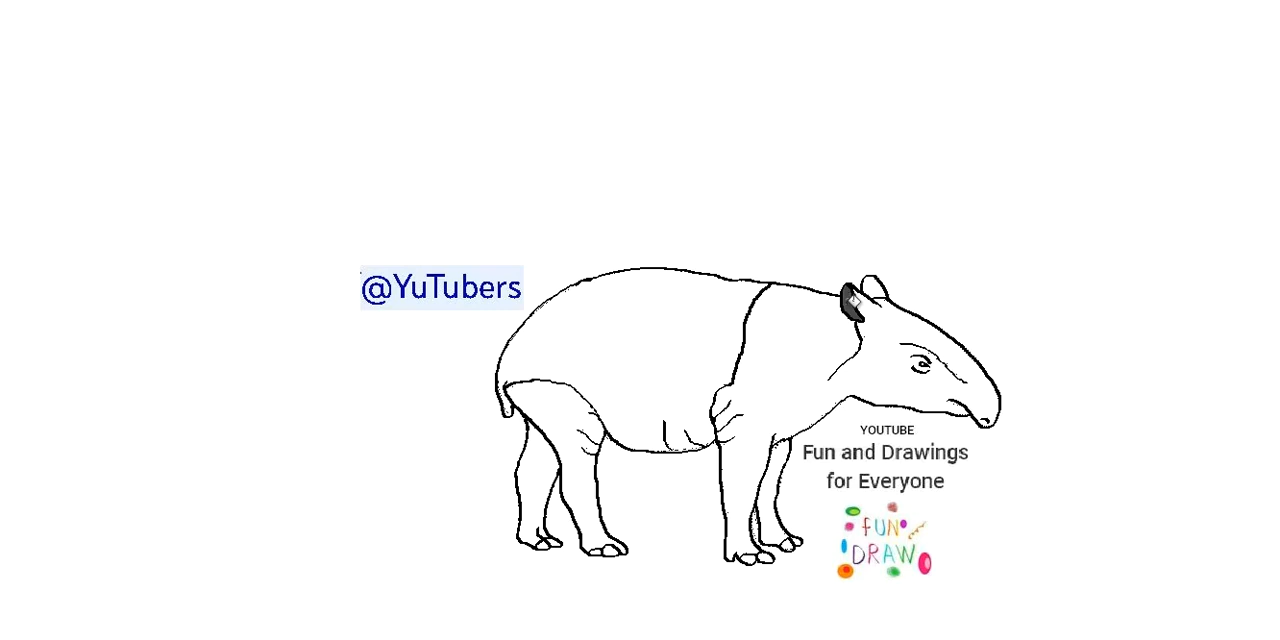 @YuTubers
YOUTUBE
Fun and Drawings
for Everyone
FUN
DRAW